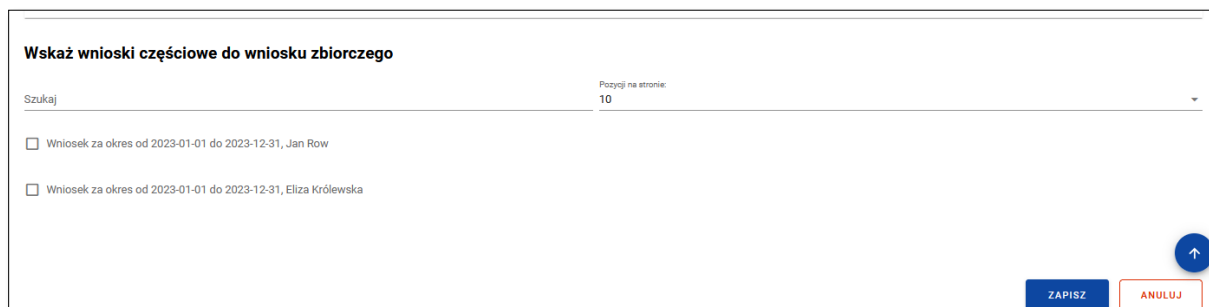 Wskaż wnioski częściowe do wniosku zbiorczego
Pozycji na stronie:
Szukaj
10
Wniosek za okres od 2023-01-01 do 2023-12-31, Jan Row
Wniosek za okres od 2023-01-01 do 2023-12-31, Eliza Królewska
ZAPISZ
ANULUJ